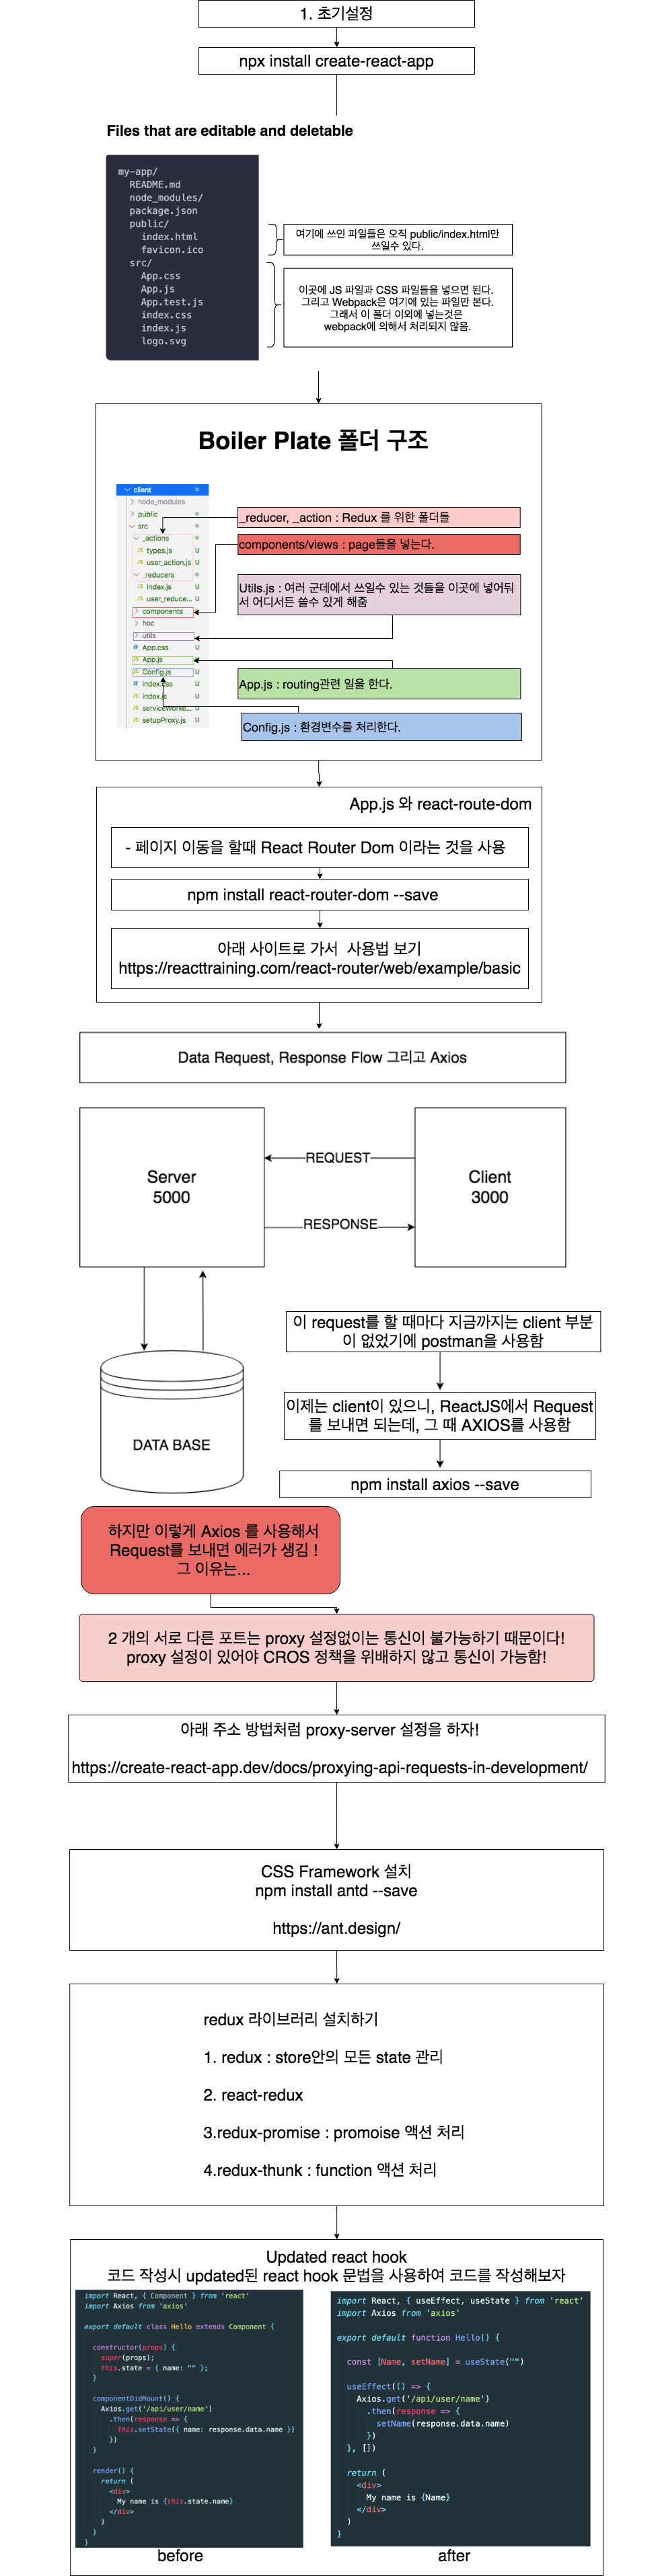 1. 초기설정
npx install create-react-app
Files that are editable and deletable
my-app/
README.md
node_modules/
package.json
public/
index.html
favicon.ico
src/
App.css
App.js
App.test.js
index.css
index.js
logo.svg
여기에 쓰인 파일들은 오직 public/index.html만
쓰일수 있다.
이곳에 JS 파일과 CSS 파일들을 넣으면 된다.
그리고 Webpack은 여기에 있는 파일만 본다.
그래서 이 폴더 이외에 넣는것은
webpack에 의해서 처리되지 않음.
Boiler Plate 폴더 구조
client
node_modules
public
src
_actions
JS types.js U
JS user_action.js U
_reducers
JS index.js U
JS user_reduce... U
components
hoc
utils
# App.css U
JS App.js U
JS Config.js U
# index.css U
JS index.js U
JS serviceWorke... U
JS setupProxy.js U
_reducer, _action : Redux 를 위한 폴더들
components/views : page들을 넣는다.
Utils.js : 여러 군데에서 쓰일수 있는 것들을 이곳에 넣어둬
서 어디서든 쓸수 있게 해줌
App.js : routing관련 일을 한다.
Config.js : 환경변수를 처리한다.
App.js 와 react-route-dom
- 페이지 이동을 할때 React Router Dom 이라는 것을 사용
npm install react-router-dom --save
아래 사이트로 가서 사용법 보기
https://reacttraining.com/react-router/web/example/basic
Data Request, Response Flow 그리고 Axios
Server
5000
REQUEST
RESPONSE
Client
3000
DATA BASE
이 request를 할 때마다 지금까지는 client 부분
이 없었기에 postman을 사용함
이제는 client이 있으니, ReactJS에서 Request
를 보내면 되는데, 그 때 AXIOS를 사용함
npm install axios --save
하지만 이렇게 Axios 를 사용해서
Request를 보내면 에러가 생김 !
그 이유는...
2 개의 서로 다른 포트는 proxy 설정없이는 통신이 불가능하기 때문이다!
proxy 설정이 있어야 CROS 정책을 위배하지 않고 통신이 가능함!
아래 주소 방법처럼 proxy-server 설정을 하자!
https://create-react-app.dev/docs/proxying-api-requests-in-development/
CSS Framework 설치
npm install antd --save
https://ant.design/
redux 라이브러리 설치하기
1. redux : store안의 모든 state 관리
2. react-redux
3.redux-promise : promoise 액션 처리
4.redux-thunk : function 액션 처리
Updated react hook
코드 작성시 updated된 react hook 문법을 사용하여 코드를 작성해보자
import React, { Component } from 'react'
import Axios from 'axios'
export default class Hello extends Component {
constructor(props) {
super(props);
this.state = { name: "" };
}
componentDidMount() {
Axios.get('/api/user/name')
.then(response => {
this.setState({ name: response.data.name })
})
}
render() {
return (
<div>
My name is {this.state.name}
</div>
)
}
}
before
import React, { useEffect, useState } from 'react'
import Axios from 'axios'
export default function Hello() {
const [Name, setName] = useState("")
useEffect(() => {
Axios.get('/api/user/name')
.then(response => {
setName(response.data.name)
})
}, [])
return (
<div>
My name is {Name}
</div>
)
}
after